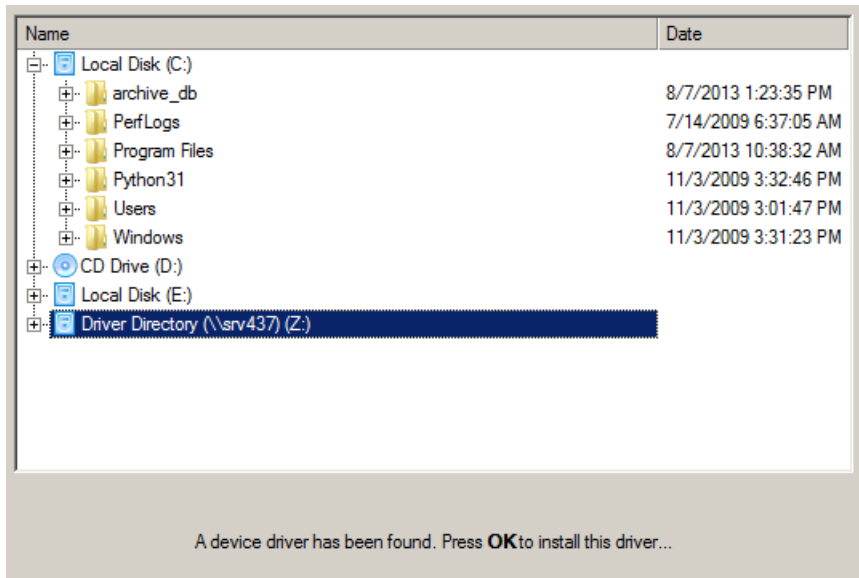 Name Date
Local Disk (C:)
archive_db 8/7/2013 1:23:35 PM
PerfLogs 7/14/2009 6:37:05 AM
Program Files 8/7/2013 10:38:32 AM
Python31 11/3/2009 3:32:46 PM
Users 11/3/2009 3:01:47 PM
Windows 11/3/2009 3:31:23 PM
CD Drive (D:)
Local Disk (E:)
Driver Directory (\\srv437) (Z:)
A device driver has been found. Press OK to install this driver...